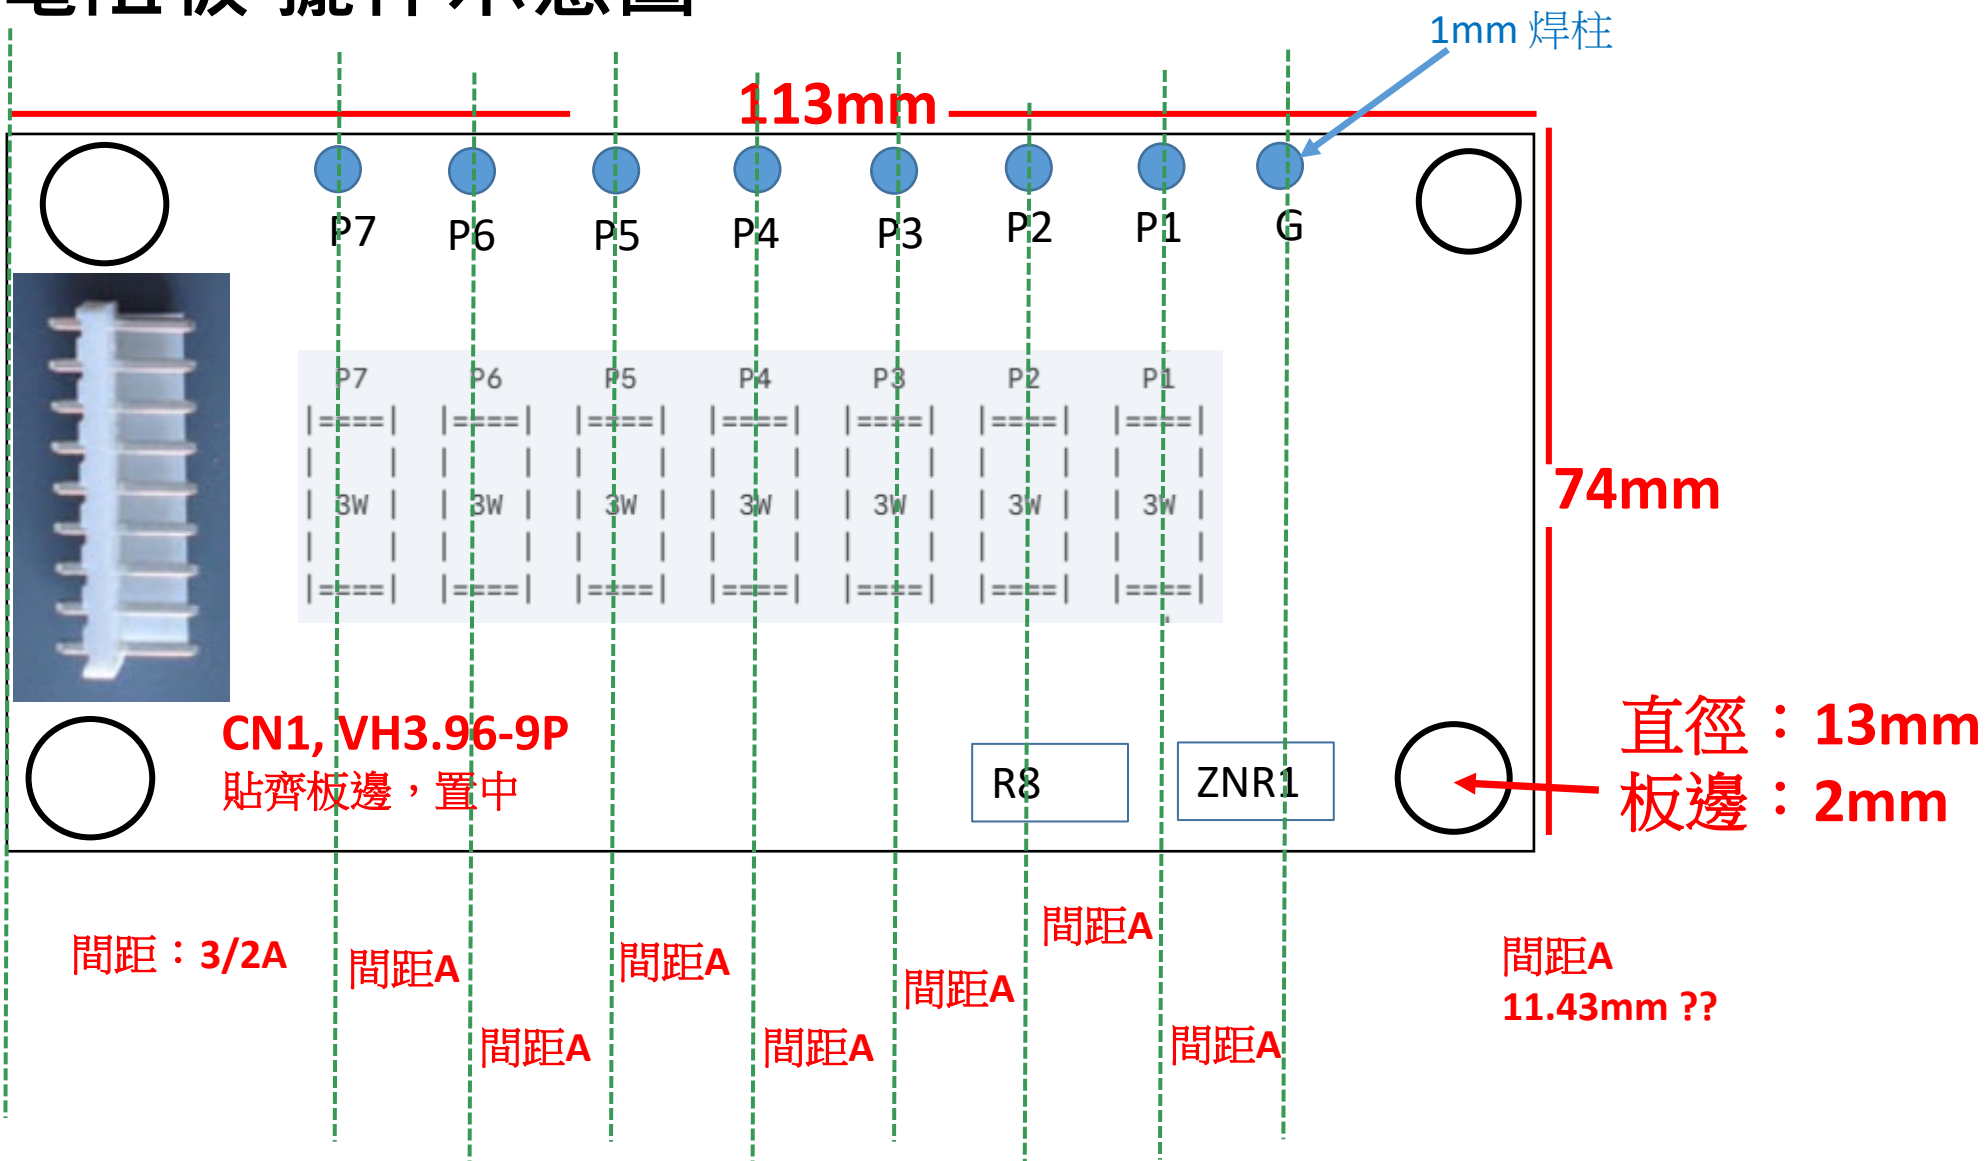 1mm 焊柱
113mm
P7 P6 P5 P4 P3 P2 P1 G
P7 P6 P5 P4 P3 P2 P1
|====| |====| |====| |====| |====| |====| |====|
| | | | | | | | | | | | | |
| 3W | | 3W | | 3W | | 3W | | 3W | | 3W | | 3W |
| | | | | | | | | | | | | |
|====| |====| |====| |====| |====| |====| |====|
74mm
CN1, VH3.96-9P
貼齊板邊，置中
R8
ZNR1
直徑：13mm
板邊：2mm
間距：3/2A
間距A
間距A
間距A
間距A
間距A
間距A
間距A
間距A
11.43mm ??